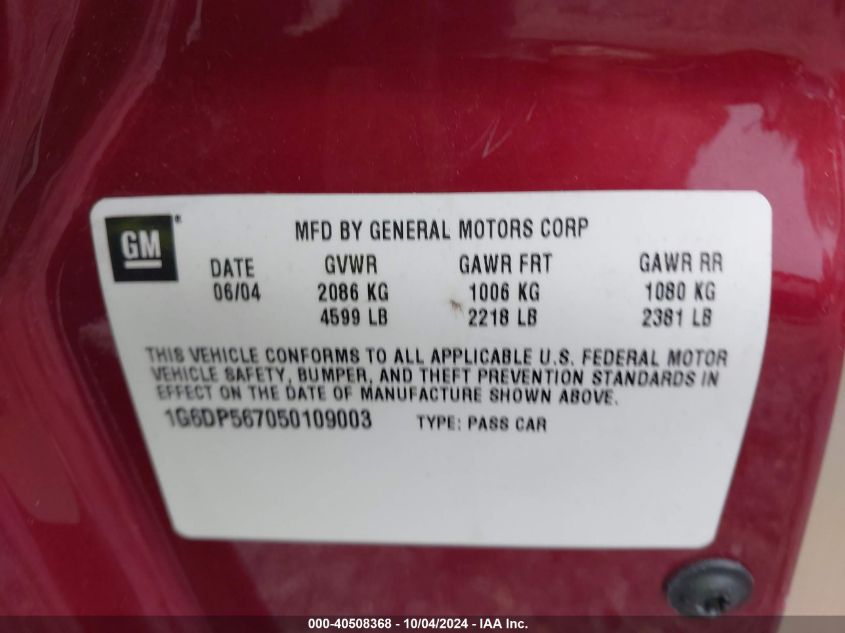 GM ®
MFD BY GENERAL MOTORS CORP
DATE GVWR GAWR FRT GAWR RR
06/04 2086 KG 1006 KG 1080 KG
4599 LB 2218 LB 2381 LB
THIS VEHICLE CONFORMS TO ALL APPLICABLE U.S. FEDERAL MOTOR
VEHICLE SAFETY, BUMPER, AND THEFT PREVENTION STANDARDS IN
EFFECT ON THE DATE OF MANUFACTURE SHOWN ABOVE.
1G6DP567050109003 TYPE: PASS CAR
000-40508368 - 10/04/2024 - IAA Inc.